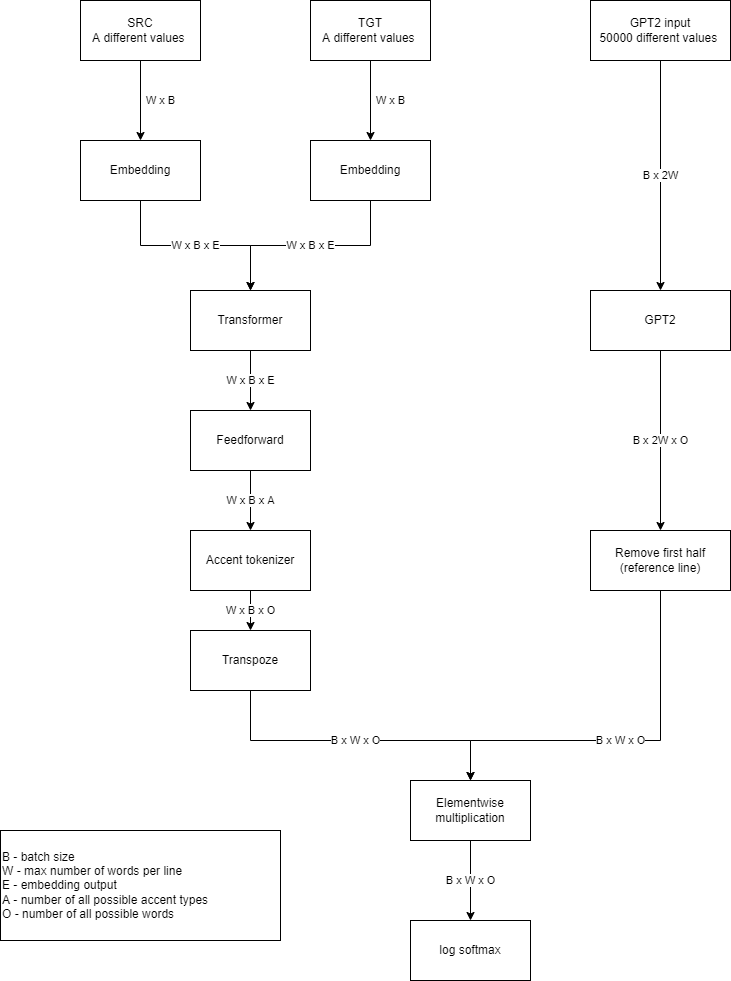 SRC
A different values
TGT
A different values
GPT2 input
50000 different values
W x B
W x B
Embedding
Embedding
B x 2W
W x B x E
W x B x E
Transformer
GPT2
W x B x E
Feedforward
B x 2W x O
W x B x A
Accent tokenizer
Remove first half
(reference line)
W x B x O
Transpoze
B x W x O
B x W x O
Elementwise
multiplication
B x W x O
log softmax
B - batch size
W - max number of words per line
E - embedding output
A - number of all possible accent types
O - number of all possible words